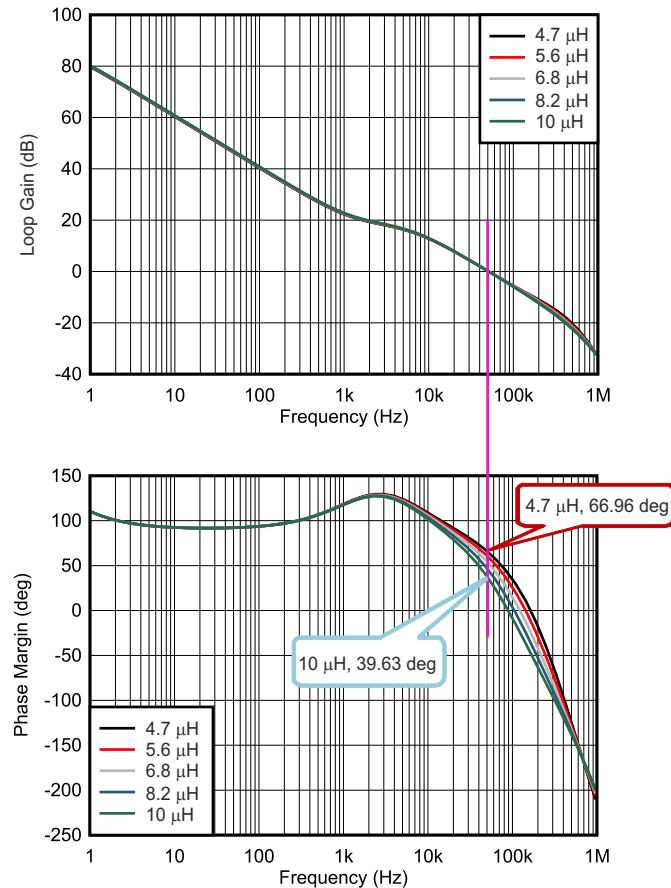 80
60
40
20
0
-20
-40
Loop Gain (dB)
4.7 μH
5.6 μH
6.8 μH
8.2 μH
10 μH
1
10
100
1k
10k
100k
1M
Frequency (Hz)
150
100
50
0
-50
-100
-150
-200
-250
Phase Margin (deg)
4.7 μH, 66.96 deg
10 μH, 39.63 deg
4.7 μH
5.6 μH
6.8 μH
8.2 μH
10 μH
1
10
100
1k
10k
100k
1M
Frequency (Hz)